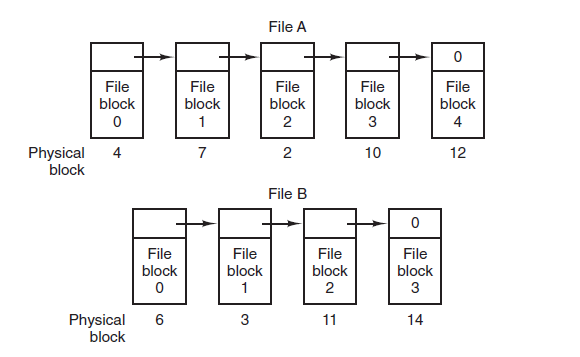 File A
0
File File File File File
block block block block block
0 1 2 3 4
Physical 4 7 2 10 12
block
File B
0
File File File File
block block block block
0 1 2 3
Physical 6 3 11 14
block